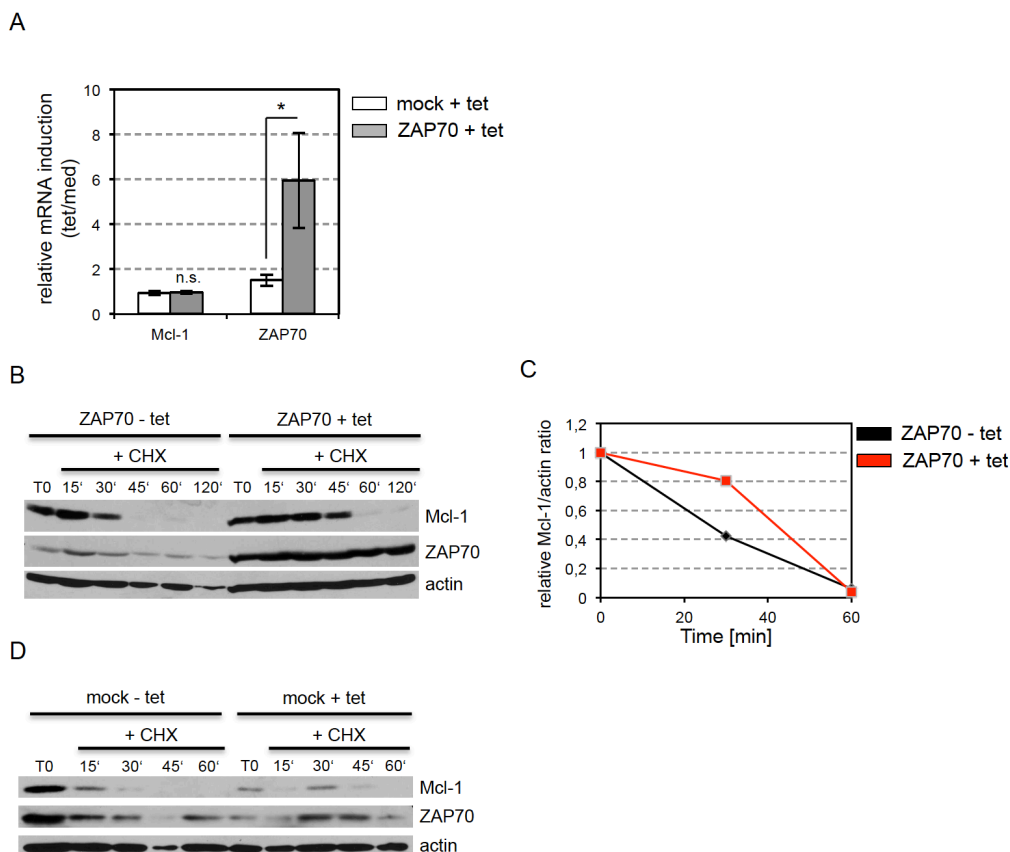 A
relative mRNA induction
(tet/med)
10
8
6
4
2
0
*
n.s.
Mcl-1 ZAP70
mock + tet
ZAP70 + tet
B
ZAP70 - tet ZAP70 + tet
+ CHX + CHX
T0 15‘ 30‘ 45‘ 60‘ 120‘ T0 15‘ 30‘ 45‘ 60‘ 120‘
Mcl-1
ZAP70
actin
C
relative Mcl-1/actin ratio
1,2
1
0,8
0,6
0,4
0,2
0
0 20 40 60
Time [min]
ZAP70 - tet
ZAP70 + tet
D
mock - tet mock + tet
+ CHX + CHX
T0 15‘ 30‘ 45‘ 60‘ T0 15‘ 30‘ 45‘ 60‘
Mcl-1
ZAP70
actin